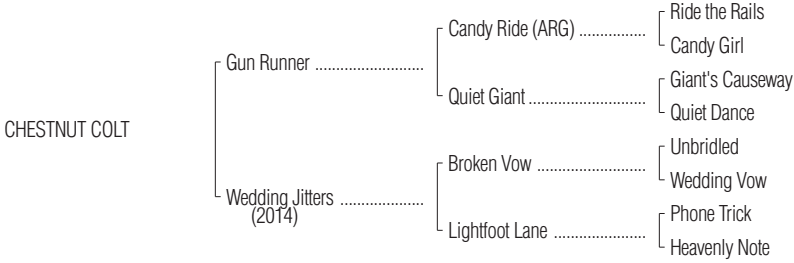 Ride the Rails
Candy Ride (ARG) ................
Candy Girl
Gun Runner ..........................
Giant's Causeway
Quiet Giant ............................
Quiet Dance
CHESTNUT COLT
Unbridled
Broken Vow ..........................
Wedding Vow
Wedding Jitters ....................
(2014)
Phone Trick
Lightfoot Lane ......................
Heavenly Note